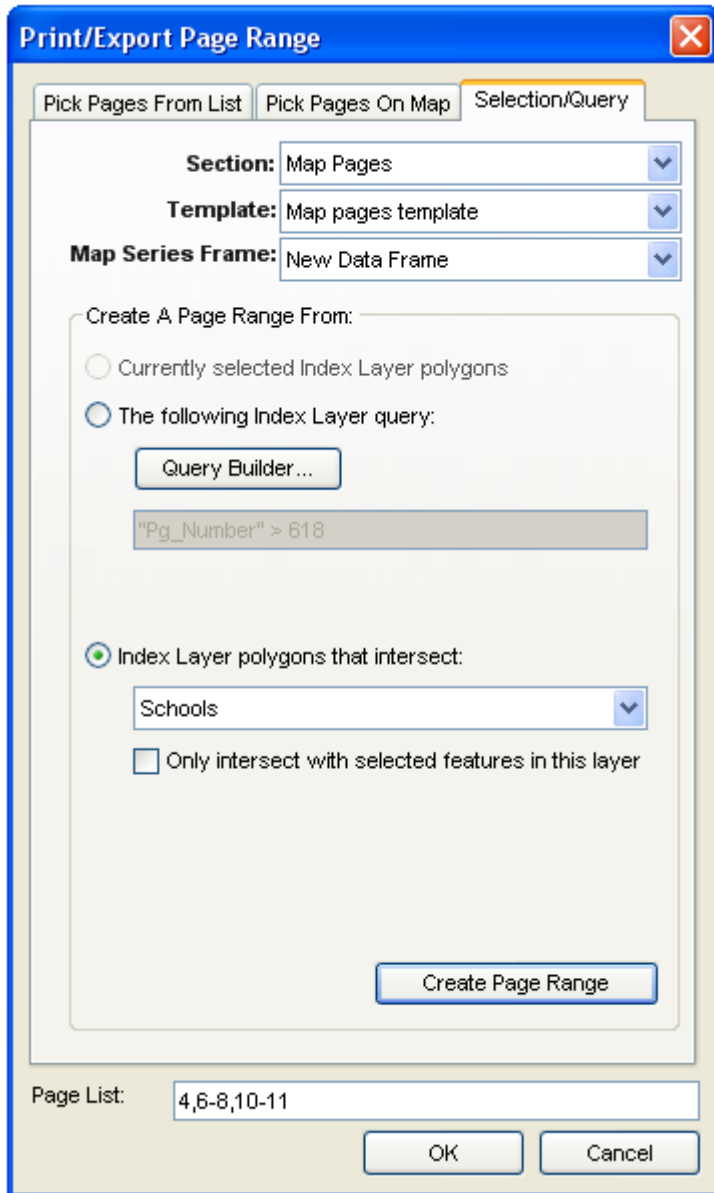 Print/Export Page Range
Pick Pages From List Pick Pages On Map Selection/Query
Section: Map Pages
Template: Map pages template
Map Series Frame: New Data Frame
Create A Page Range From:
Currently selected Index Layer polygons
The following Index Layer query:
Query Builder...
"Pg_Number" > 618
Index Layer polygons that intersect:
Schools
Only intersect with selected features in this layer
Create Page Range
Page List: 4,6-8,10-11
OK Cancel